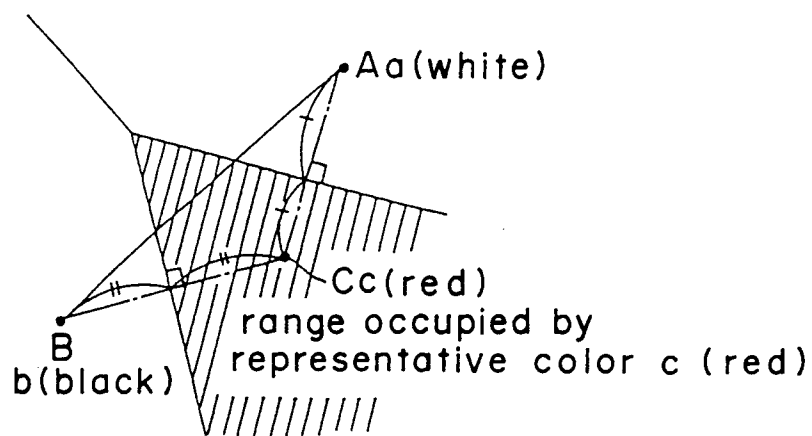 Aa(white)
Cc(red)
range occupied by
representative color c (red)
B
b(black)